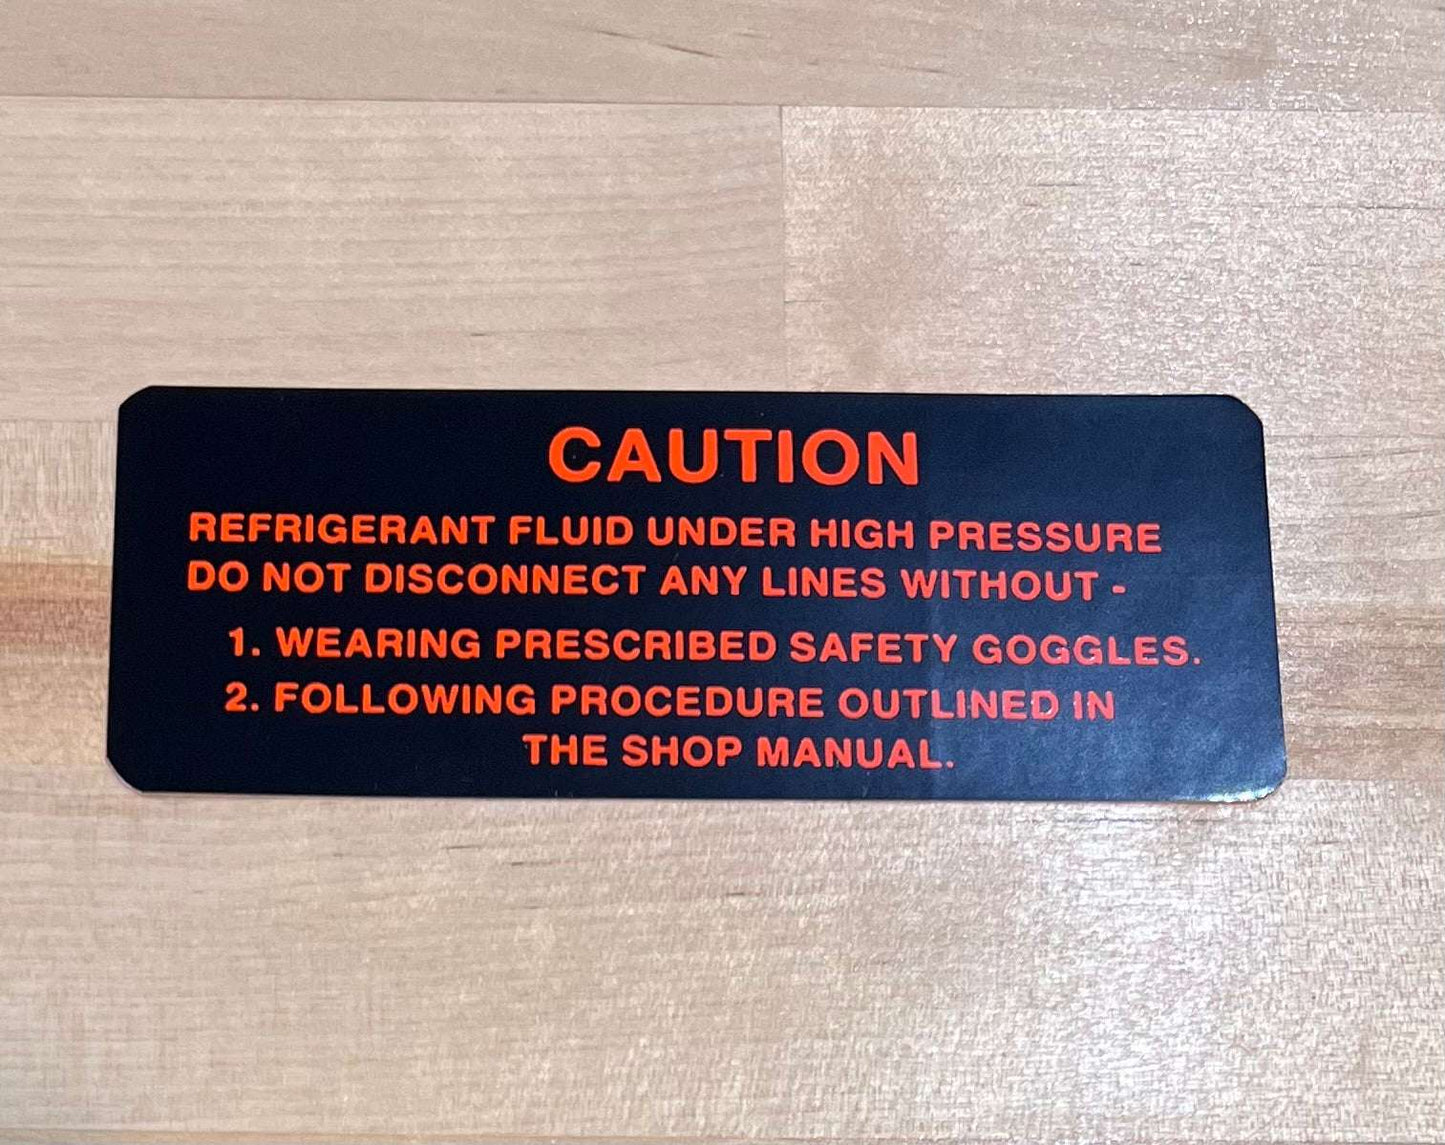 CAUTION
REFRIGERANT FLUID UNDER HIGH PRESSURE
DO NOT DISCONNECT ANY LINES WITHOUT -
1. WEARING PRESCRIBED SAFETY GOGGLES.
2. FOLLOWING PROCEDURE OUTLINED IN
THE SHOP MANUAL.